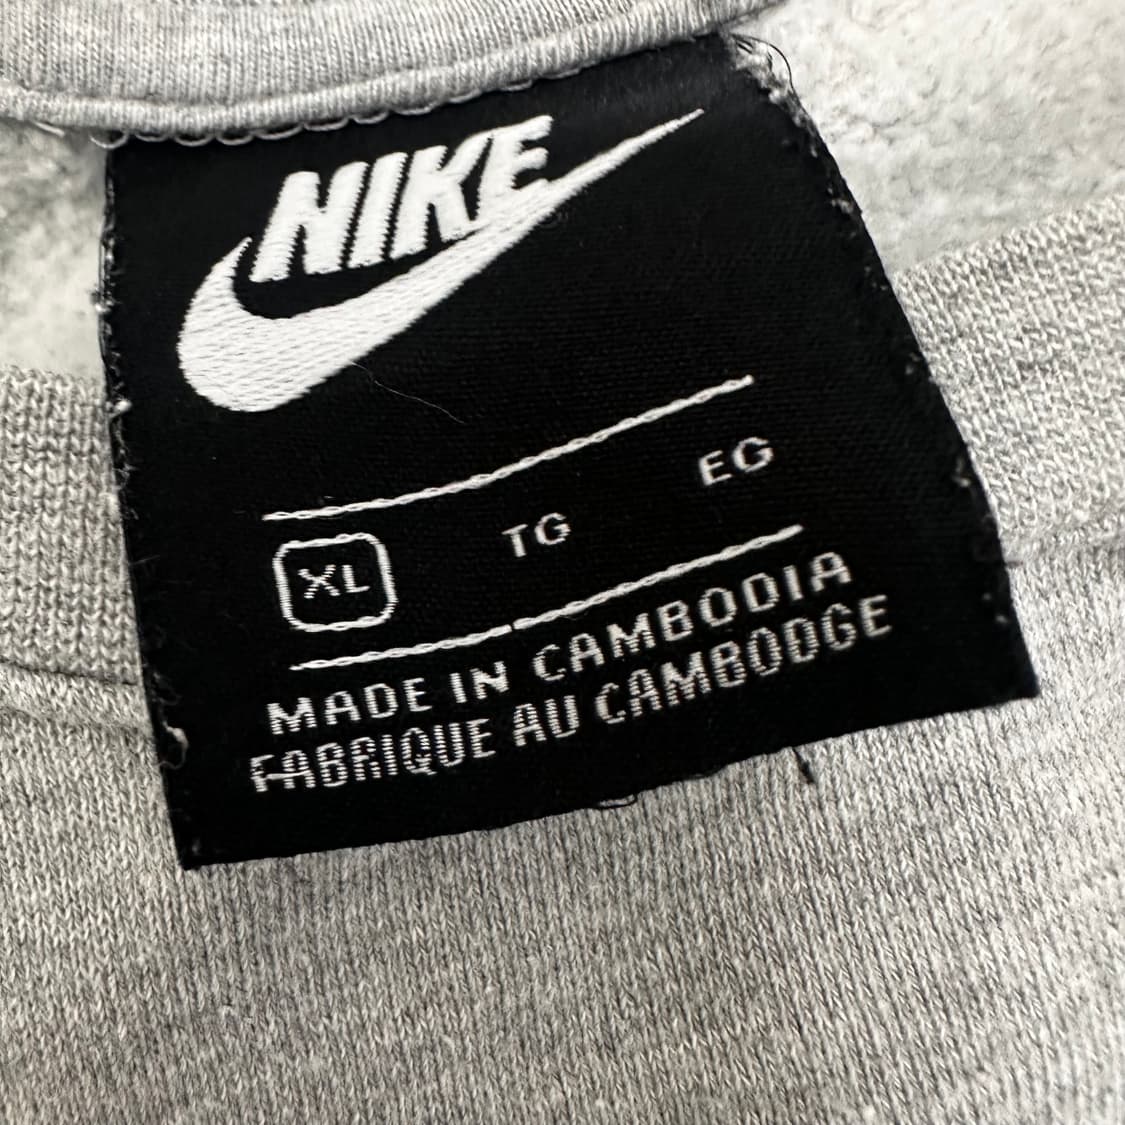 NIKE
XL TG EG
MADE IN CAMBODIA
FABRIQUE AU CAMBODGE